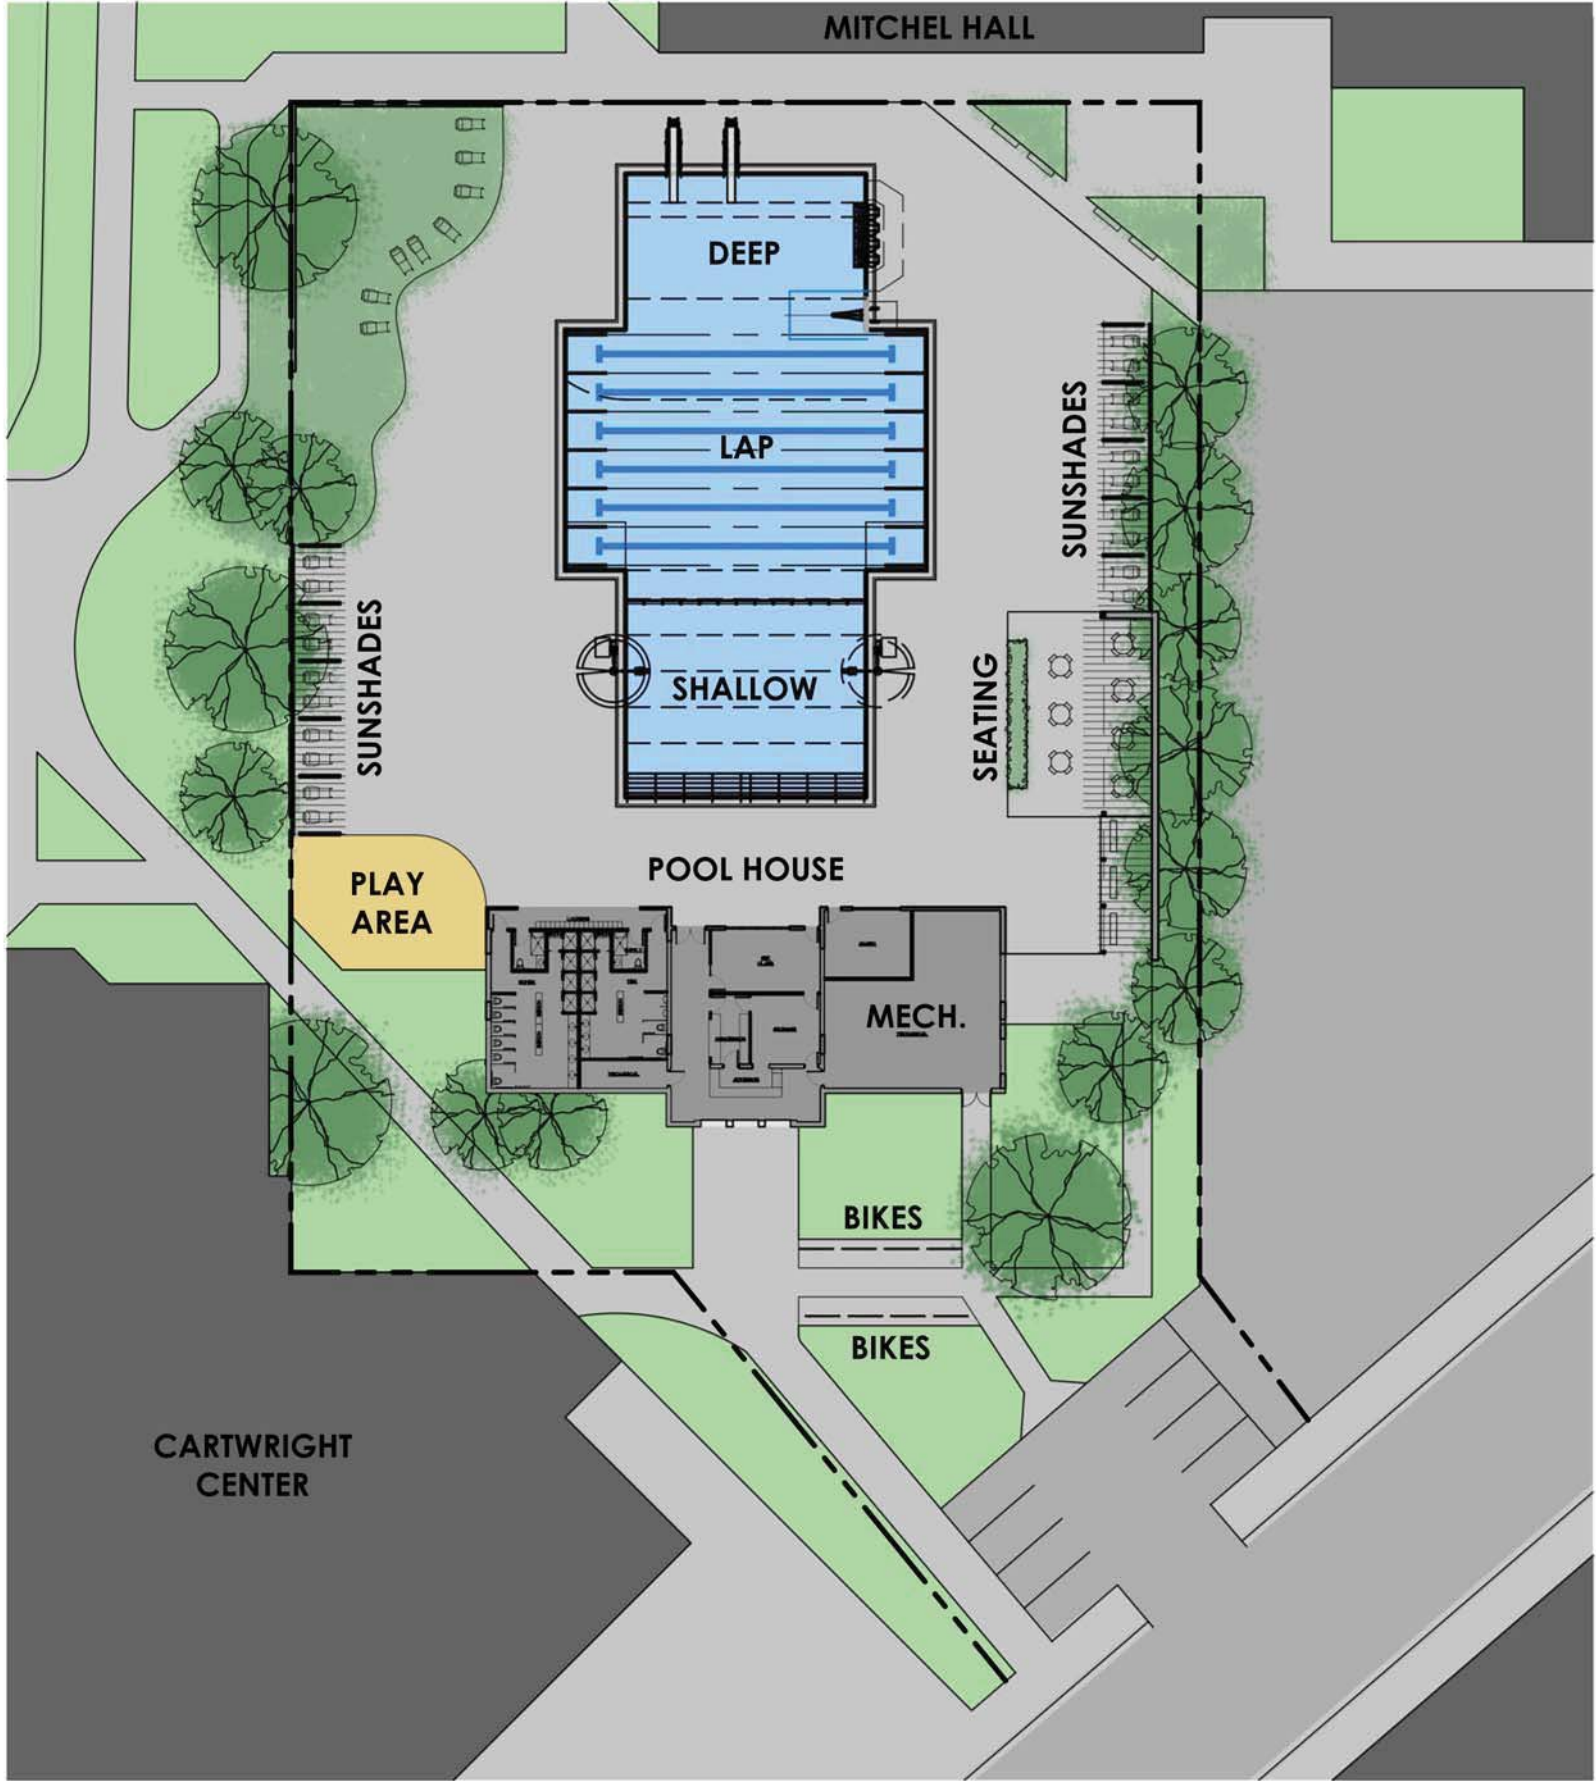 MITCHEL HALL
DEEP
LAP
SUNSHADES
SUNSHADES
SHALLOW
SEATING
POOL HOUSE
PLAY
AREA
MECH.
BIKES
BIKES
CARTWRIGHT
CENTER